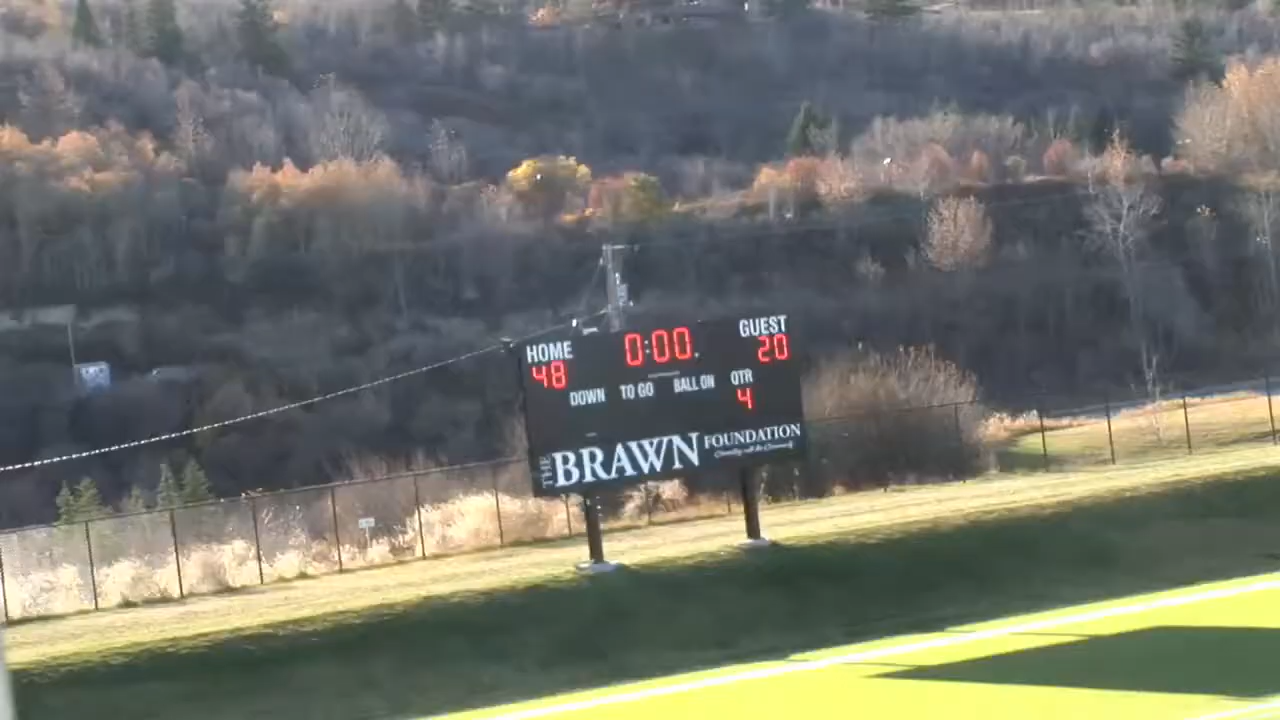 HOME 0:00 GUEST
48 20
DOWN TO GO BALL ON QTR
4
THE BRAWN FOUNDATION